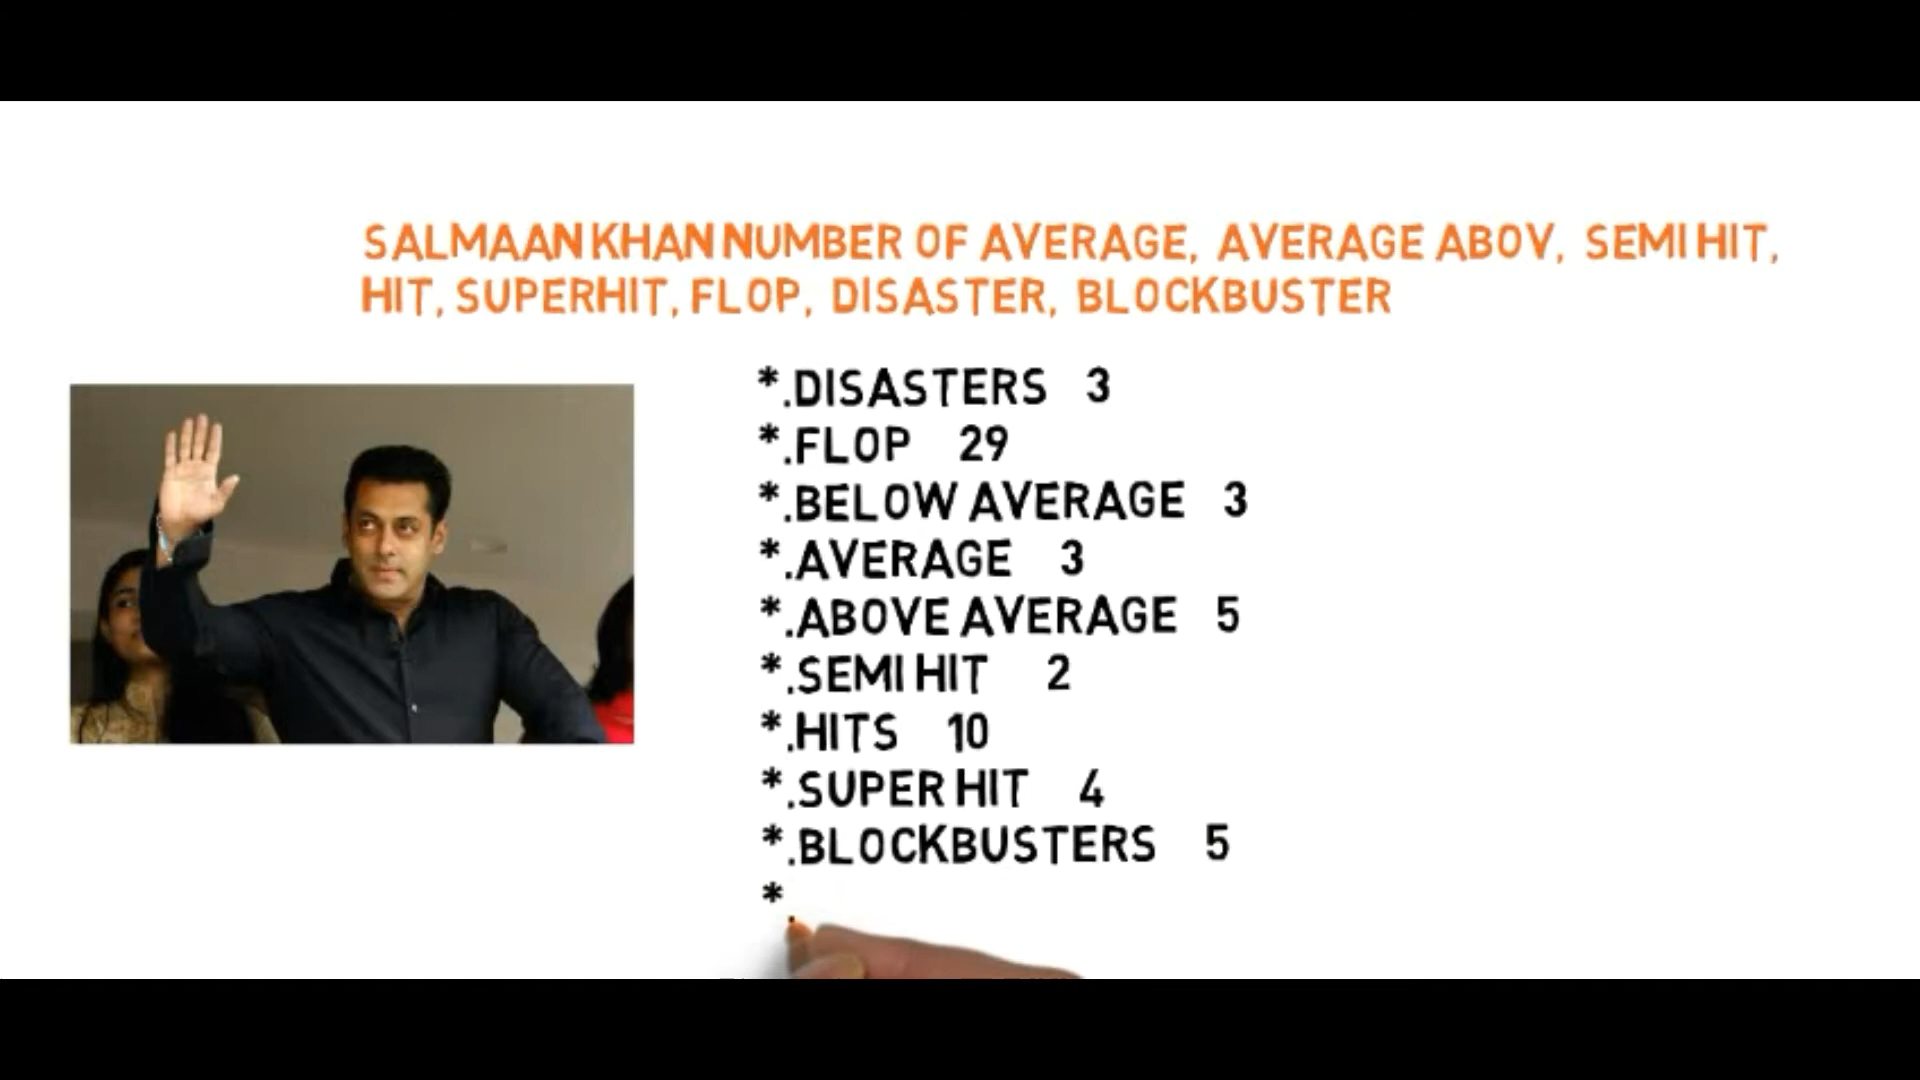 SALMAAN KHAN NUMBER OF AVERAGE, AVERAGE ABOV, SEMI HIT,
HIT, SUPERHIT, FLOP, DISASTER, BLOCKBUSTER
*.DISASTERS 3
*.FLOP 29
*.BELOW AVERAGE 3
*.AVERAGE 3
*.ABOVE AVERAGE 5
*.SEMI HIT 2
*.HITS 10
*.SUPER HIT 4
*.BLOCKBUSTERS 5
*.